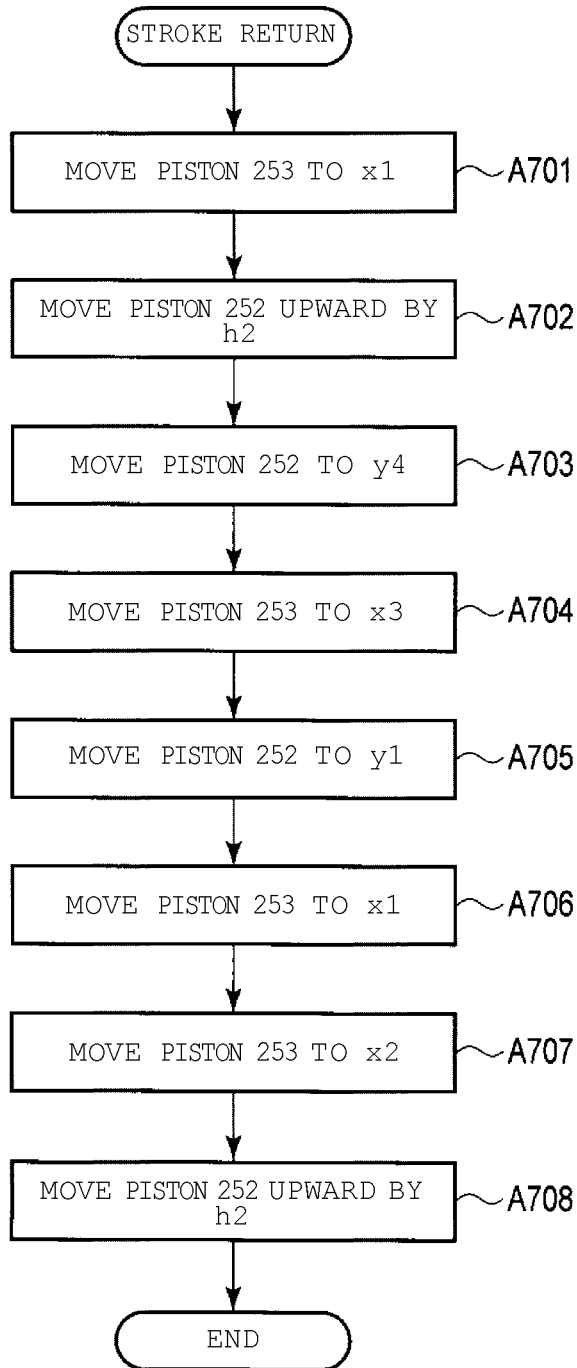 STROKE RETURN
MOVE PISTON 253 TO x1
A701
MOVE PISTON 252 UPWARD BY
h2
A702
MOVE PISTON 252 TO y4
A703
MOVE PISTON 253 TO x3
A704
MOVE PISTON 252 TO y1
A705
MOVE PISTON 253 TO x1
A706
MOVE PISTON 253 TO x2
A707
MOVE PISTON 252 UPWARD BY
h2
A708
END